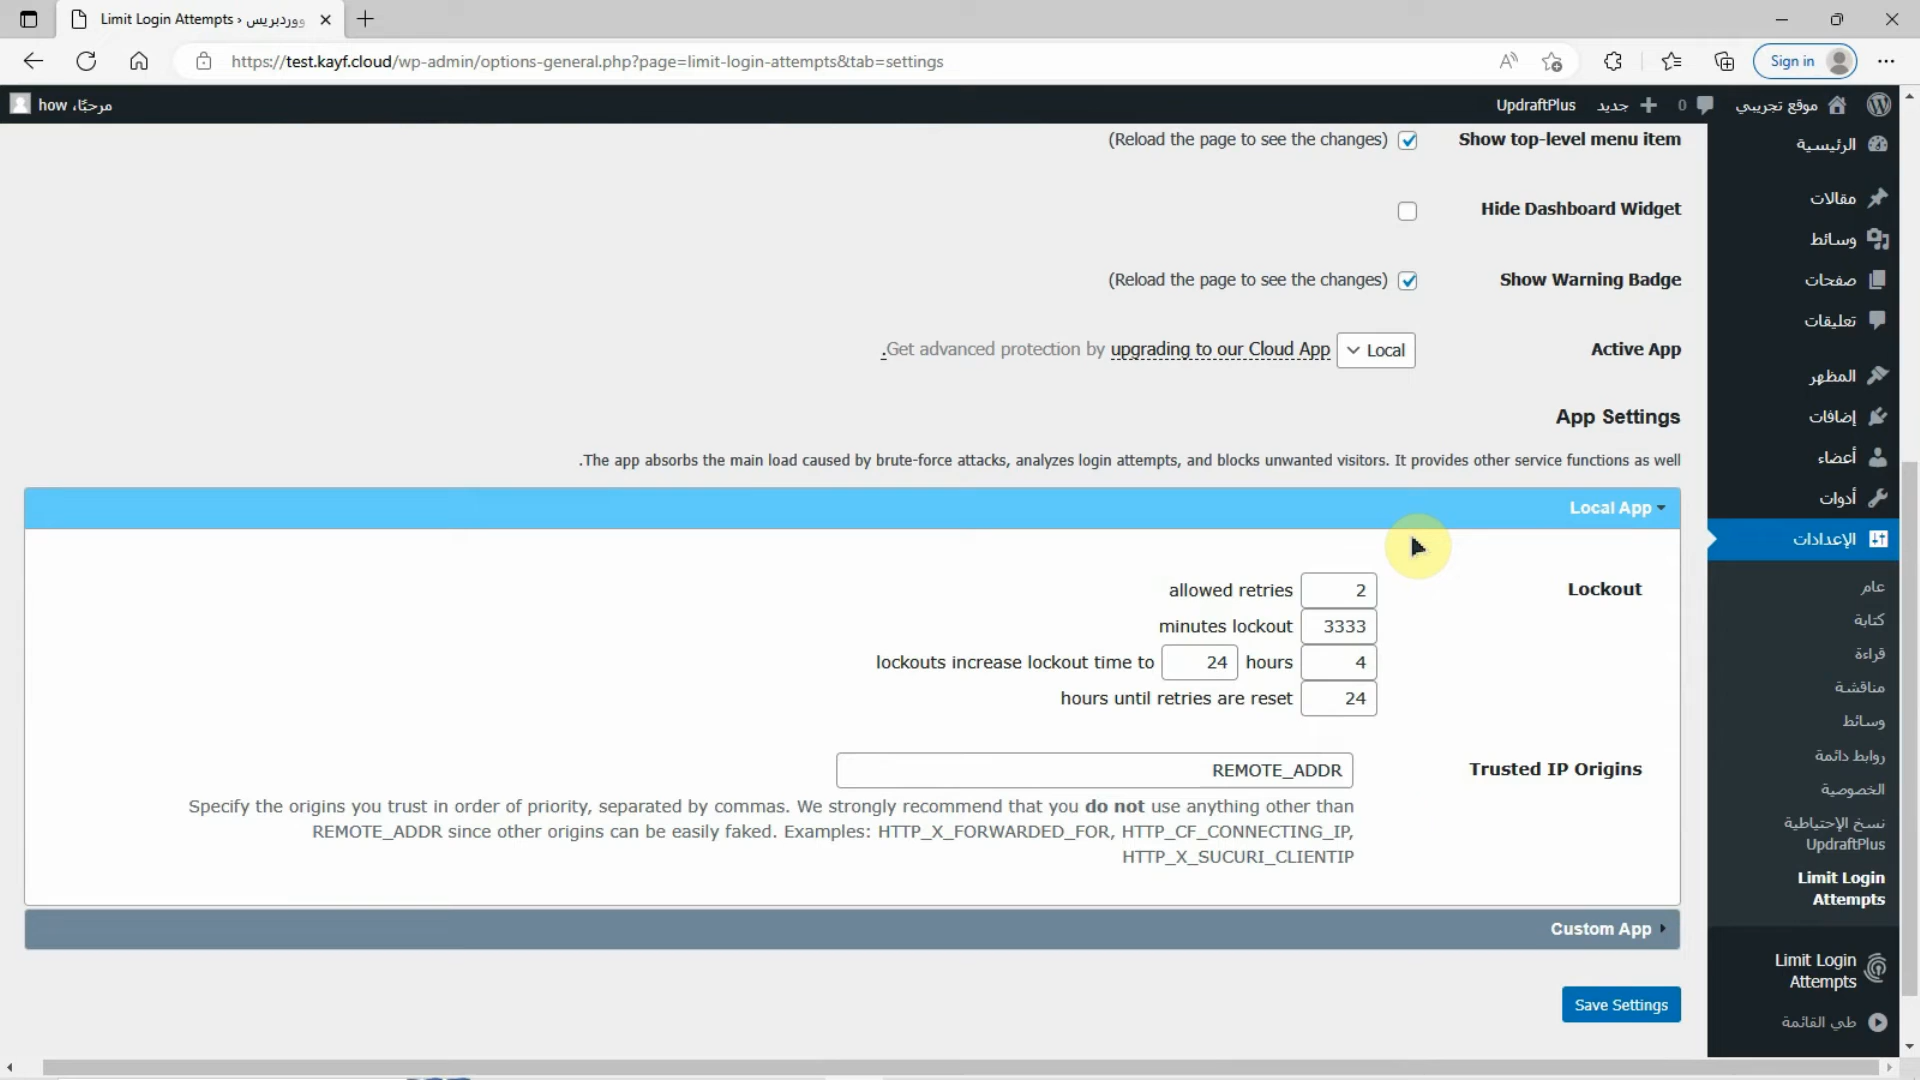 Limit Login Attempts ‹ ووردبريس
https://test.kayf.cloud/wp-admin/options-general.php?page=limit-login-attempts&tab=settings
Sign in
موقع تجريبي
0
جديد
UpdraftPlus
مرحبًا، how
Show top-level menu item
(Reload the page to see the changes)
Hide Dashboard Widget
Show Warning Badge
(Reload the page to see the changes)
Active App
Local
Get advanced protection by upgrading to our Cloud App.
App Settings
The app absorbs the main load caused by brute-force attacks, analyzes login attempts, and blocks unwanted visitors. It provides other service functions as well.
Local App
Lockout
2 allowed retries
3333 minutes lockout
4 lockouts increase lockout time to 24 hours
24 hours until retries are reset
Trusted IP Origins
REMOTE_ADDR
Specify the origins you trust in order of priority, separated by commas. We strongly recommend that you do not use anything other than
REMOTE_ADDR since other origins can be easily faked. Examples: HTTP_X_FORWARDED_FOR, HTTP_CF_CONNECTING_IP,
HTTP_X_SUCURI_CLIENTIP
Custom App
Save Settings
الرئيسية
مقالات
وسائط
صفحات
تعليقات
المظهر
إضافات
أعضاء
أدوات
الإعدادات
عام
كتابة
قراءة
مناقشة
وسائط
روابط دائمة
الخصوصية
نسخ الإحتياطية
UpdraftPlus
Limit Login
Attempts
Limit Login
Attempts
طي القائمة